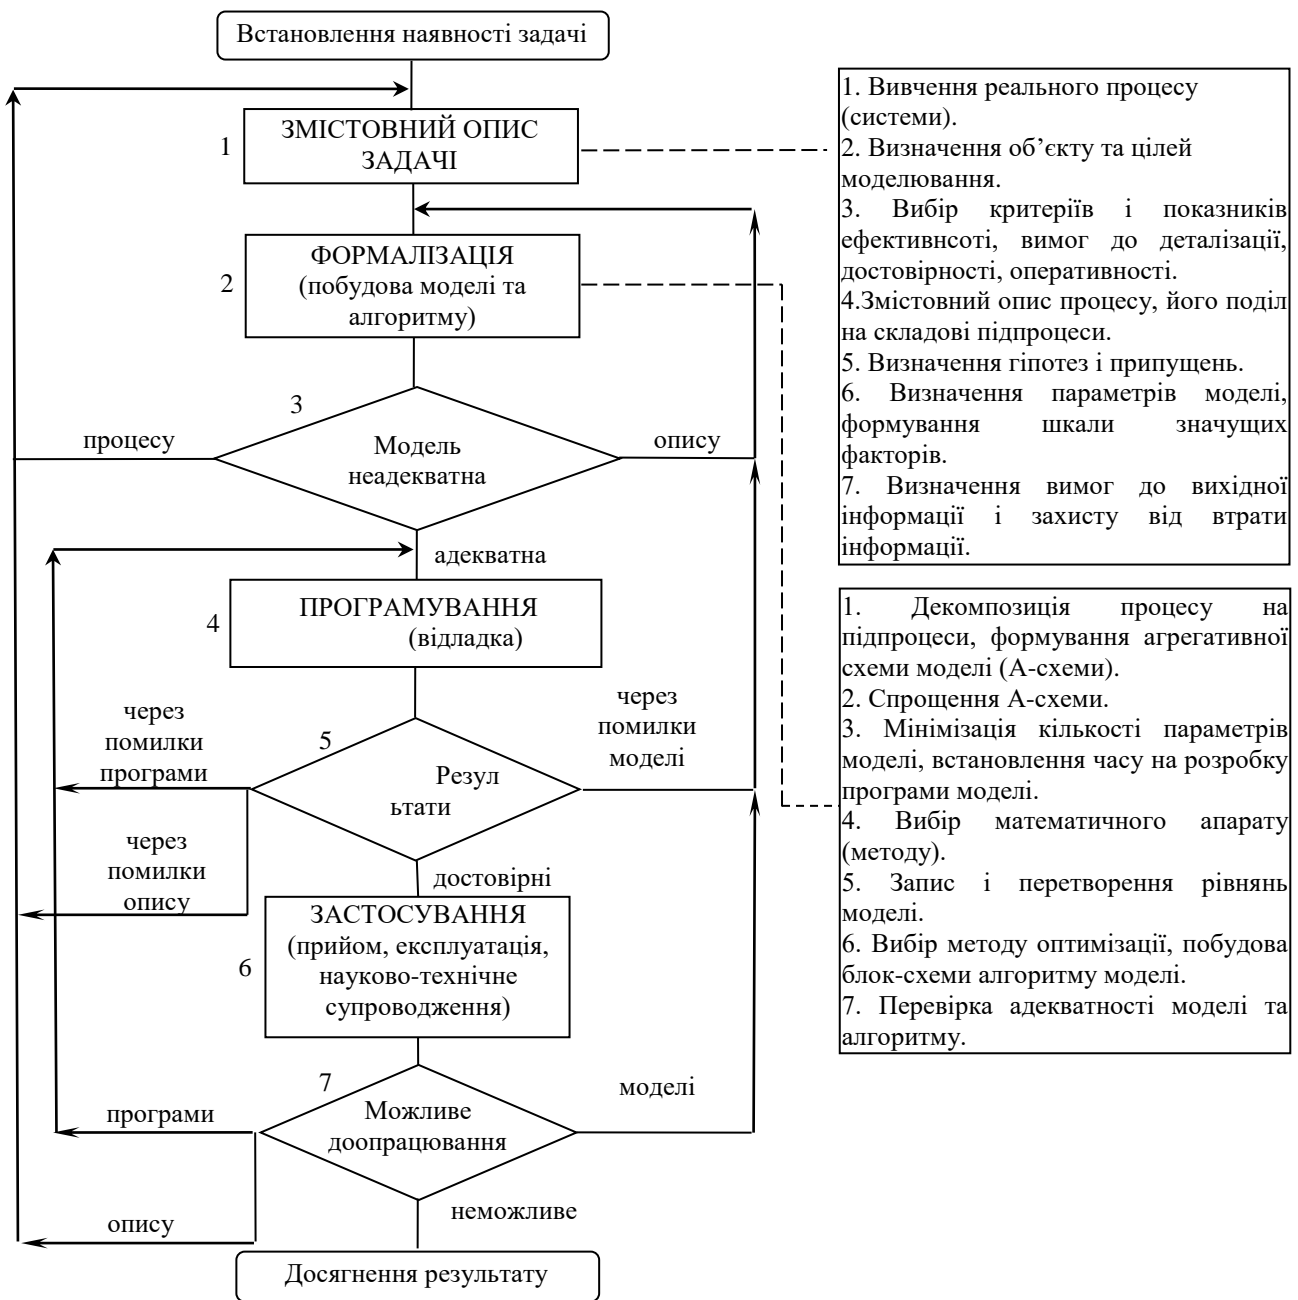 Встановлення наявності задачі
1
ЗМІСТОВНИЙ ОПИС
ЗАДАЧІ
2
ФОРМАЛІЗАЦІЯ
(побудова моделі та
алгоритму)
3
процесу
Модель
неадекватна
опису
адекватна
4
ПРОГРАМУВАННЯ
(відладка)
через
помилки
програми
5
Резул
ьтати
через
помилки
моделі
через
помилки
опису
достовірні
6
ЗАСТОСУВАННЯ
(прийом, експлуатація,
науково-технічне
супроводження)
7
програми
Можливе
доопрацювання
моделі
опису
неможливе
Досягнення результату
1. Вивчення реального процесу
(системи).
2. Визначення об’єкту та цілей
моделювання.
3. Вибір критеріїв і показників
ефективнсоті, вимог до деталізації,
достовірності, оперативності.
4.Змістовний опис процесу, його поділ
на складові підпроцеси.
5. Визначення гіпотез і припущень.
6. Визначення параметрів моделі,
формування шкали значущих
факторів.
7. Визначення вимог до вихідної
інформації і захисту від втрати
інформації.
1. Декомпозиція процесу на
підпроцеси, формування агрегативної
схеми моделі (А-схеми).
2. Спрощення А-схеми.
3. Мінімізація кількості параметрів
моделі, встановлення часу на розробку
програми моделі.
4. Вибір математичного апарату
(методу).
5. Запис і перетворення рівнянь
моделі.
6. Вибір методу оптимізації, побудова
блок-схеми алгоритму моделі.
7. Перевірка адекватності моделі та
алгоритму.